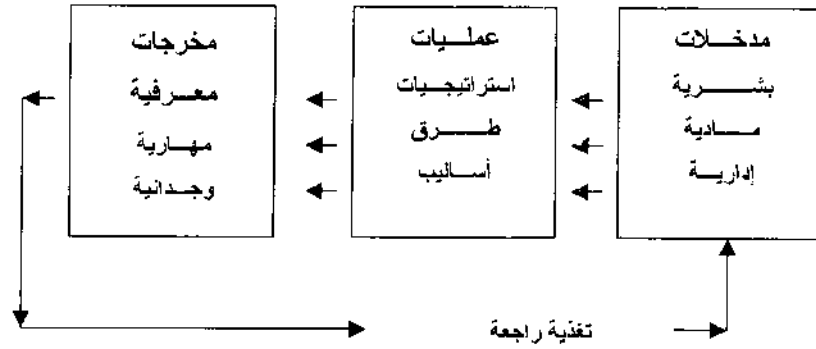 مدخلات
بشرية
مادية
إدارية
عمليات
استراتيجيات
طرق
أساليب
مخرجات
معرفية
مهارية
وجدانية
تغذية راجعة